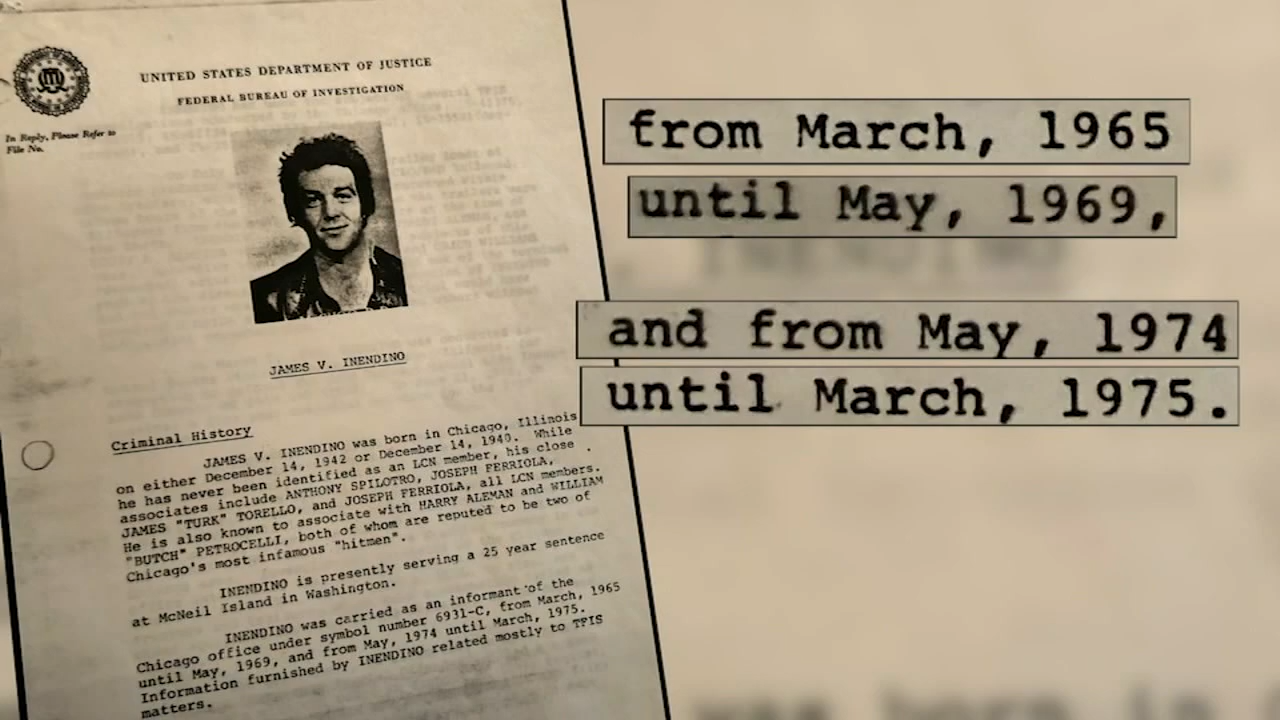 UNITED STATES DEPARTMENT OF JUSTICE
FEDERAL BUREAU OF INVESTIGATION
In Reply, Please Refer to
File No.
JAMES V. INENDINO
Criminal History
JAMES V. INENDINO was born in Chicago, Illinois
on either December 14, 1942 or December 14, 1940. While
he has never been identified as an LCN member, his close
associates include ANTHONY SPILOTRO, JOSEPH FERRIOLA,
JAMES "TURK" TORELLO, and JOSEPH FERRIOLA, all LCN members.
He is also known to associate with HARRY ALEMAN and WILLIAM
"BUTCH" PETROCELLI, both of whom are reputed to be two of
Chicago's most infamous "hitmen".
INENDINO is presently serving a 25 year sentence
at McNeil Island in Washington.
INENDINO was carried as an informant of the
Chicago office under symbol number 6931-C, from March, 1965
until May, 1969, and from May, 1974 until March, 1975.
Information furnished by INENDINO related mostly to TFIS
matters.
from March, 1965
until May, 1969,
and from May, 1974
until March, 1975.